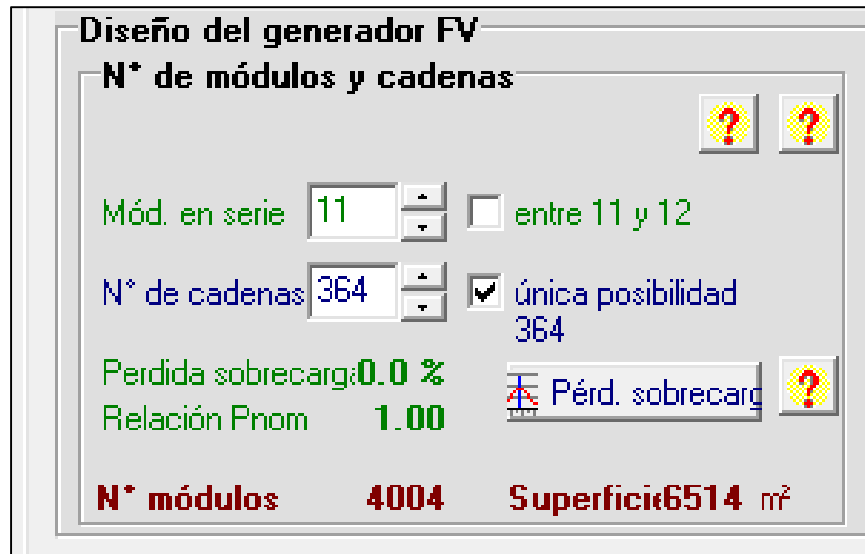 Diseño del generador FV
N° de módulos y cadenas
? ?
Mód. en serie 11 entre 11 y 12
N° de cadenas 364 única posibilidad
364
Perdida sobrecarga 0.0 % Pérd. sobrecarg ?
Relación Pnom 1.00
N° módulos 4004 Superficie 6514 m²